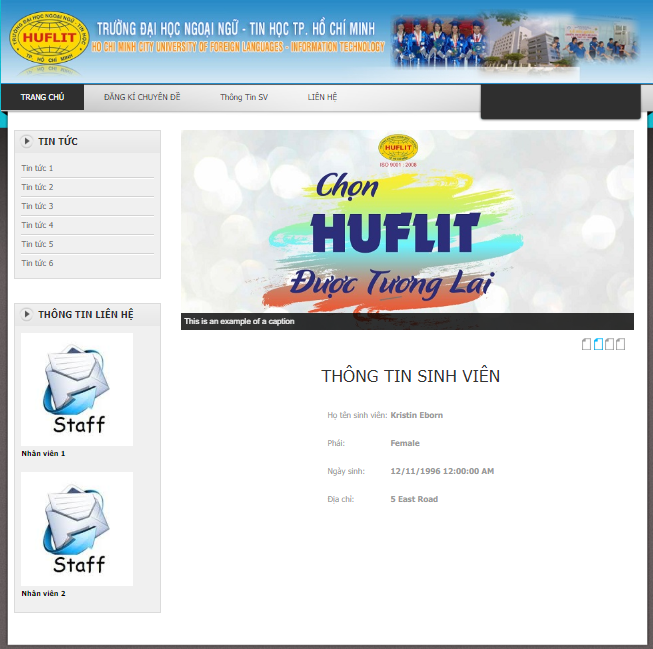 TRƯỜNG ĐẠI HỌC NGOẠI NGỮ - TIN HỌC TP. HỒ CHÍ MINH
HO CHI MINH CITY UNIVERSITY OF FOREIGN LANGUAGES - INFORMATION TECHNOLOGY
TRƯỜNG ĐẠI HỌC NGOẠI NGỮ - TIN HỌC
HUFLIT
TP. HỒ CHÍ MINH
TRANG CHỦ
ĐĂNG KÍ CHUYÊN ĐỀ
Thông Tin SV
LIÊN HỆ
TIN TỨC
Tin tức 1
Tin tức 2
Tin tức 3
Tin tức 4
Tin tức 5
Tin tức 6
THÔNG TIN LIÊN HỆ
Staff
Nhân viên 1
Staff
Nhân viên 2
HUFLIT
ISO 9001 : 2008
Chọn
HUFLIT
Được Tương Lai
This is an example of a caption
THÔNG TIN SINH VIÊN
Họ tên sinh viên: Kristin Eborn
Phái: Female
Ngày sinh: 12/11/1996 12:00:00 AM
Địa chỉ: 5 East Road